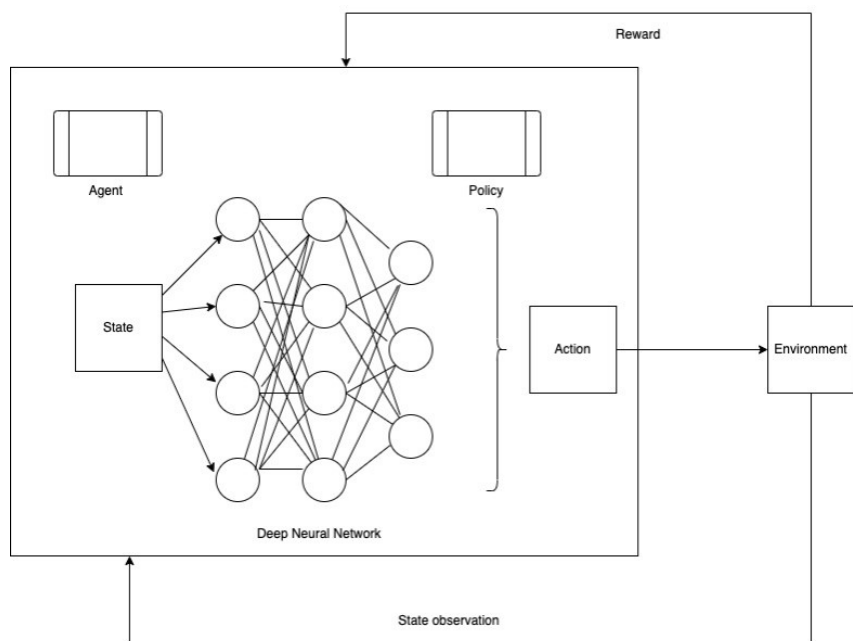 Reward
Agent
Policy
State
Action
Environment
Deep Neural Network
State observation